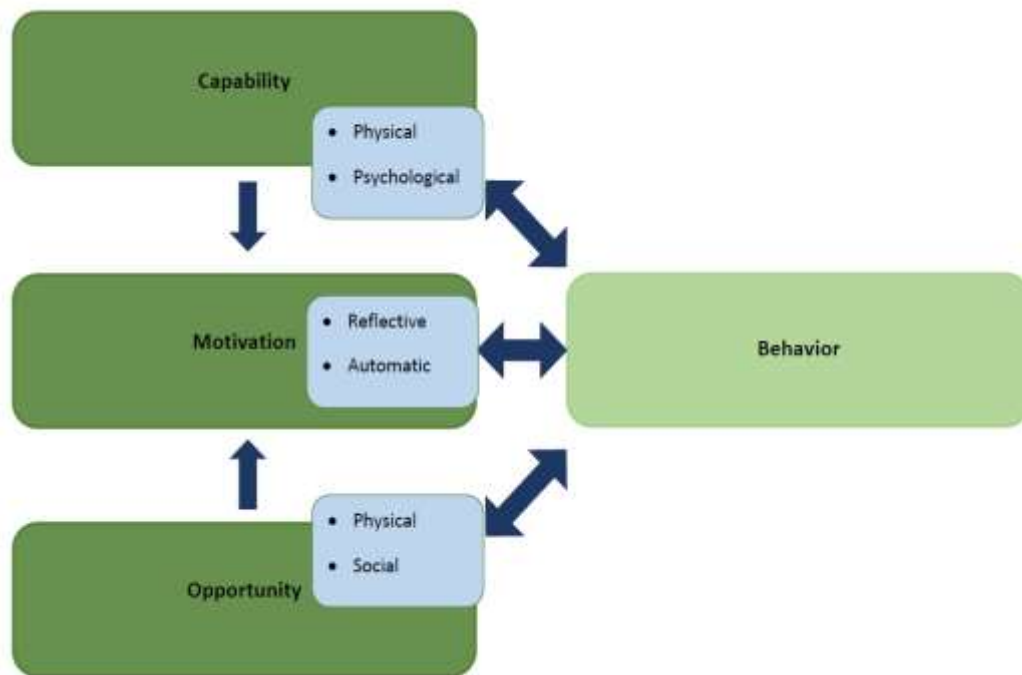 Capability
• Physical
• Psychological
Motivation
• Reflective
• Automatic
Behavior
Opportunity
• Physical
• Social